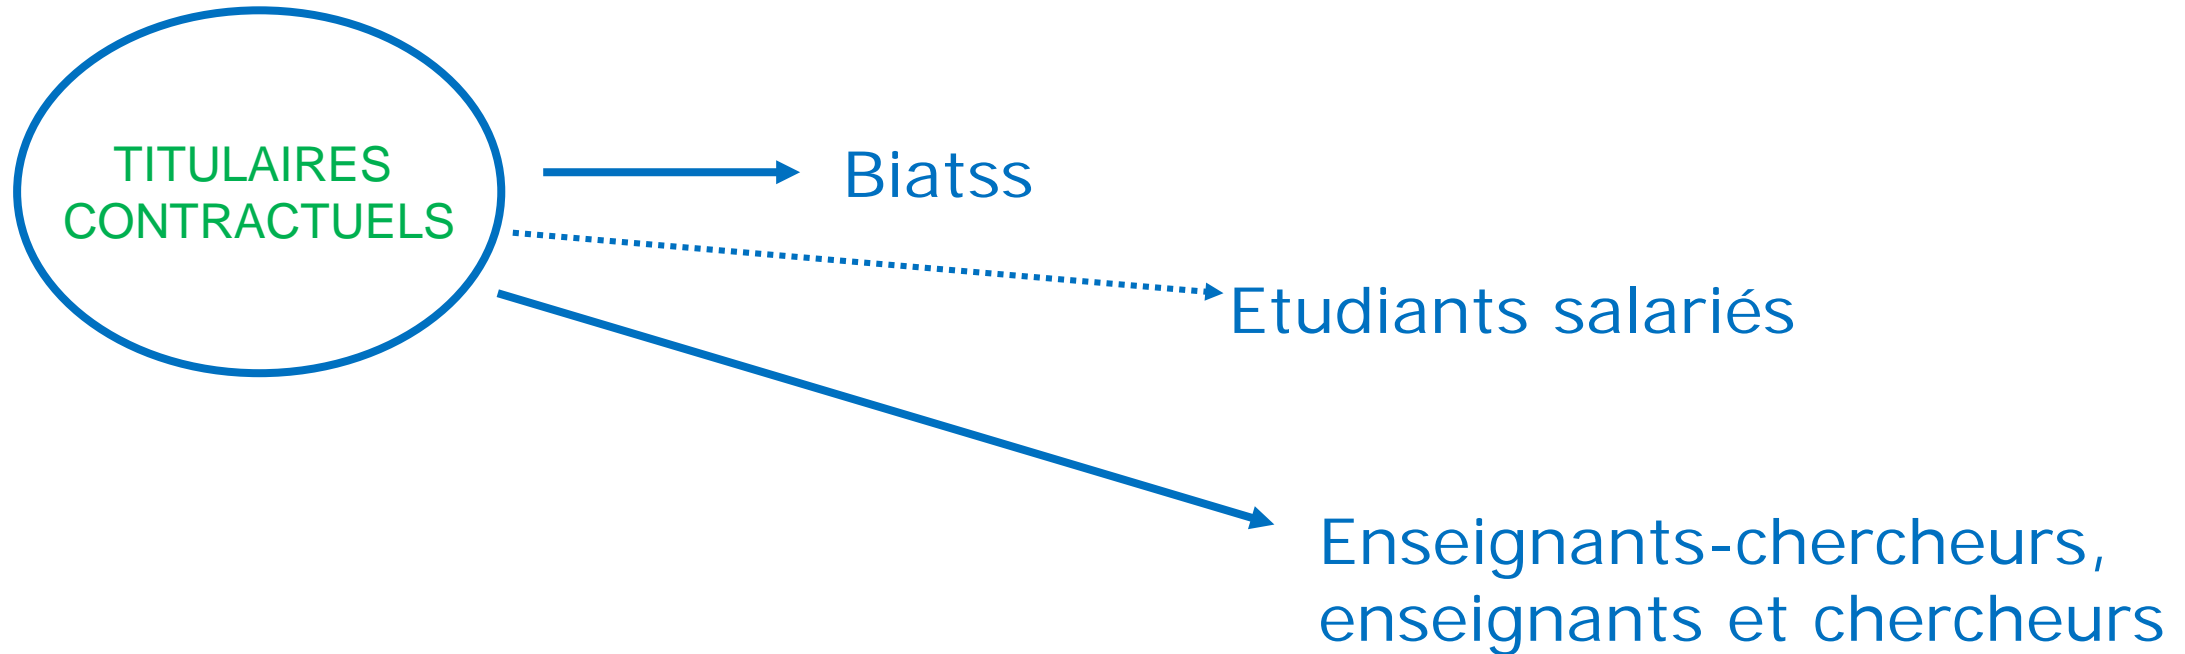 TITULAIRES
CONTRACTUELS
Biatss
Etudiants salariés
Enseignants-chercheurs,
enseignants et chercheurs